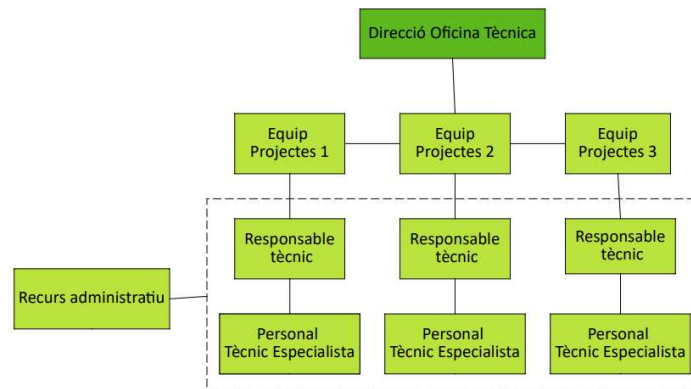 Direcció Oficina Tècnica
Equip
Projectes 1
Equip
Projectes 2
Equip
Projectes 3
Responsable
tècnic
Responsable
tècnic
Responsable
tècnic
Recurs administratiu
Personal
Tècnic Especialista
Personal
Tècnic Especialista
Personal
Tècnic Especialista